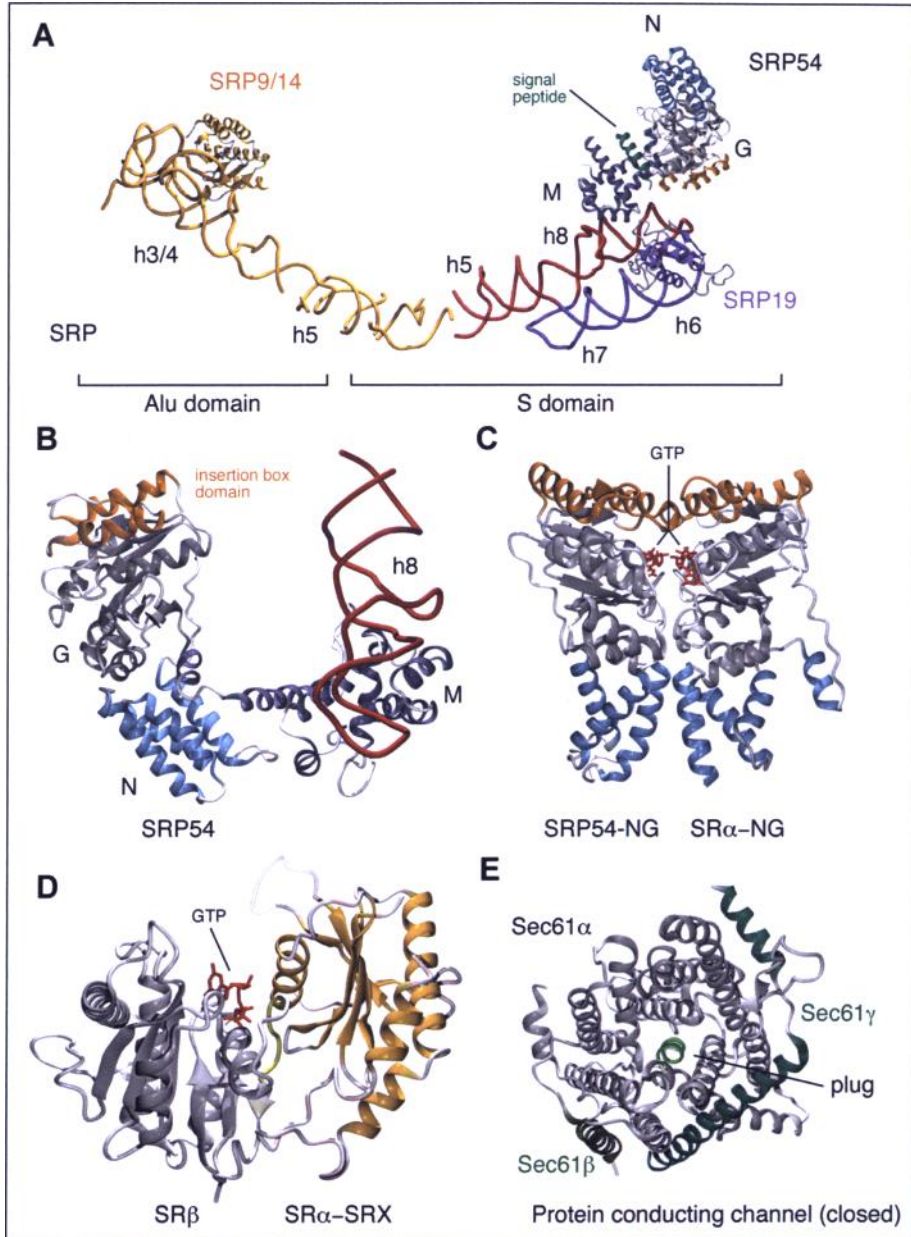 A
N
SRP54
SRP9/14
signal
peptide
G
M
h3/4
h8
h5
SRP19
h5
h6
SRP
h7
Alu domain
S domain
B
C
GTP
insertion box
domain
h8
G
M
N
SRP54
SRP54-NG
SRα-NG
D
E
GTP
Sec61α
Sec61γ
plug
Sec61β
SRβ
SRα-SRX
Protein conducting channel (closed)